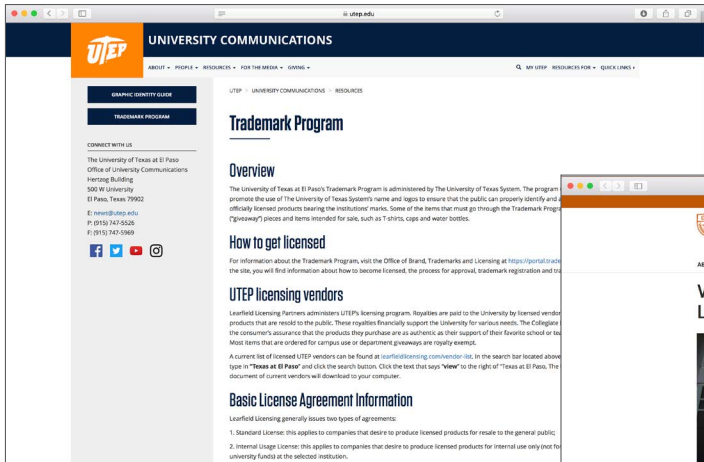 utep.edu
UTEP
UNIVERSITY COMMUNICATIONS
ABOUT PEOPLE RESOURCES FOR THE MEDIA GIVING
MY UTEP RESOURCES FOR QUICK LINKS
GRAPHIC IDENTITY GUIDE
TRADEMARK PROGRAM
CONNECT WITH US
The University of Texas at El Paso
Office of University Communications
Hertzog Building
500 W University
El Paso, Texas 79902
E: news@utep.edu
P: (915) 747-5526
F: (915) 747-5969
UTEP > UNIVERSITY COMMUNICATIONS > RESOURCES
Trademark Program
Overview
The University of Texas at El Paso's Trademark Program is administered by The University of Texas System. The program
promote the use of The University of Texas System's name and logos to ensure that the public can properly identify and
officially licensed products bearing the institutions' marks. Some of the items that must go through the Trademark
("giveaway") pieces and items intended for sale, such as T-shirts, caps and water bottles.
How to get licensed
For information about the Trademark Program, visit the Office of Brand, Trademarks and Licensing at https://portal.trade
the site, you will find information about how to become licensed, the process for approval, trademark registration and
UTEP licensing vendors
Learfield Licensing Partners administers UTEP's licensing program. Royalties are paid to the University by licensed
products that are resold to the public. These royalties financially support the University for various needs. The Collegiate
the consumer's assurance that the products they purchase are as authentic as their support of their favorite school or
Most items that are ordered for campus use or department giveaways are royalty exempt.
A current list of licensed UTEP vendors can be found at learfieldlicensing.com/vendor-list. In the search bar located above
type in "Texas at El Paso" and click the search button. Click the text that says "view" to the right of "Texas at El Paso, The
document of current vendors will download to your computer.
Basic License Agreement Information
Learfield Licensing generally issues two types of agreements:
1. Standard License: this applies to companies that desire to produce licensed products for resale to the general public;
2. Internal Usage License: this applies to companies that desire to produce licensed products for internal use only (not
university funds) at the selected institution.